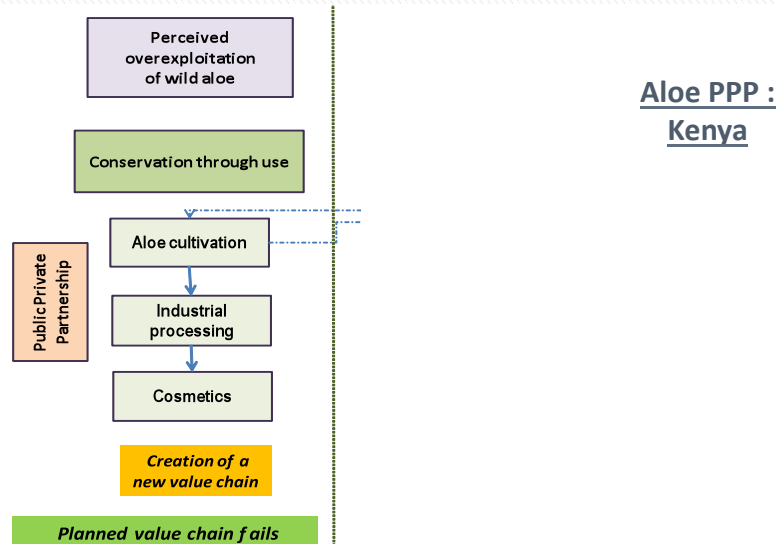 Perceived
overexploitation
of wild aloe
Aloe PPP :
Kenya
Conservation through use
Aloe cultivation
Public Private
Partnership
Industrial
processing
Cosmetics
Creation of a
new value chain
Planned value chain fails